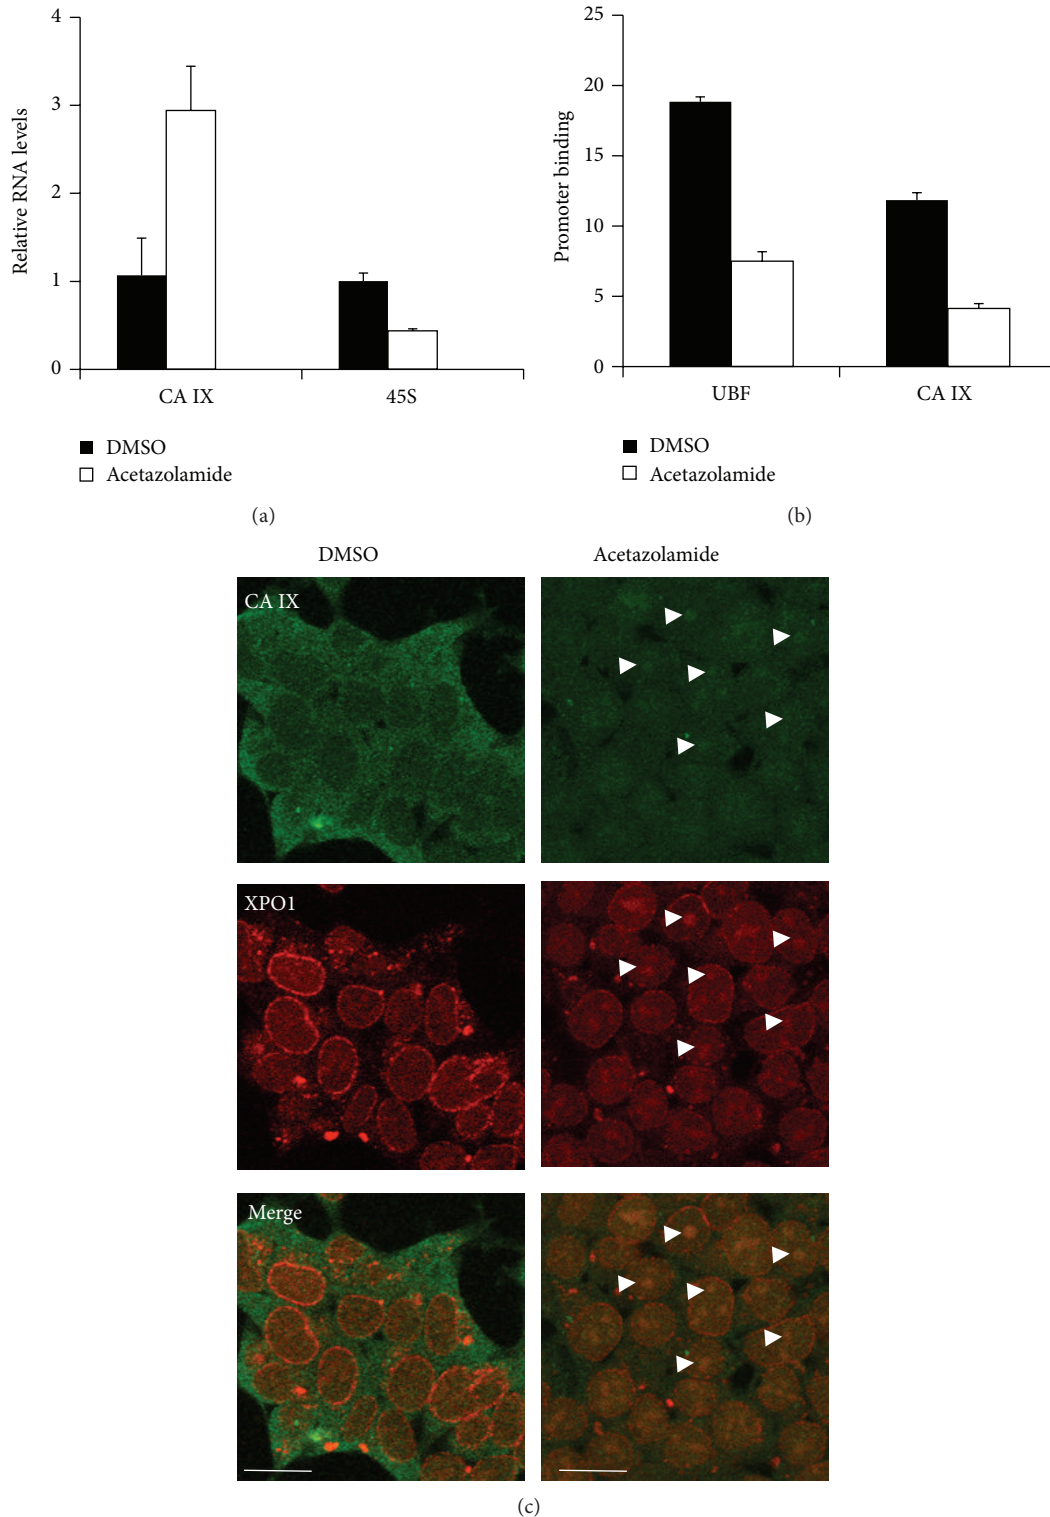 4
3
2
1
0
Relative RNA levels
CA IX
45S
DMSO
Acetazolamide
(a)
25
20
15
10
5
0
Promoter binding
UBF
CA IX
DMSO
Acetazolamide
(b)
DMSO
Acetazolamide
CA IX
XPO1
Merge
(c)